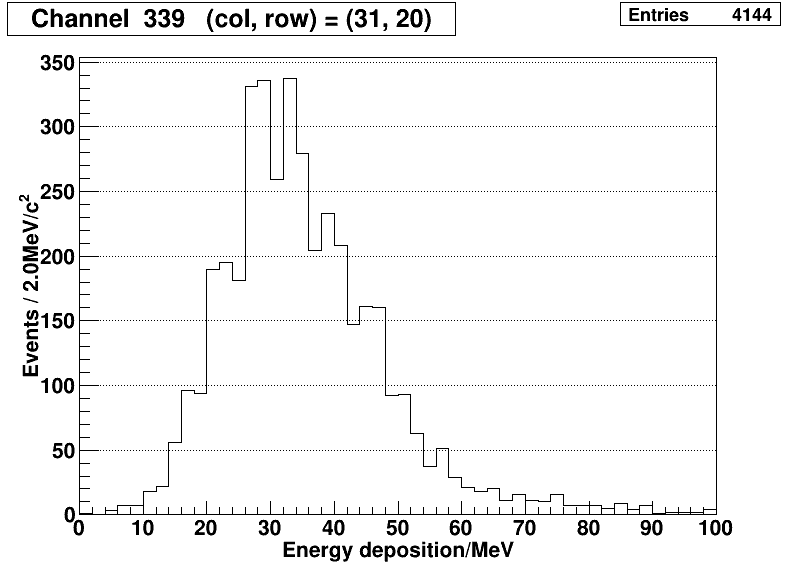 Channel 339 (col, row) = (31, 20)
Entries 4144
350
300
250
200
150
100
50
0
Events / 2.0MeV/c²
0 10 20 30 40 50 60 70 80 90 100
Energy deposition/MeV